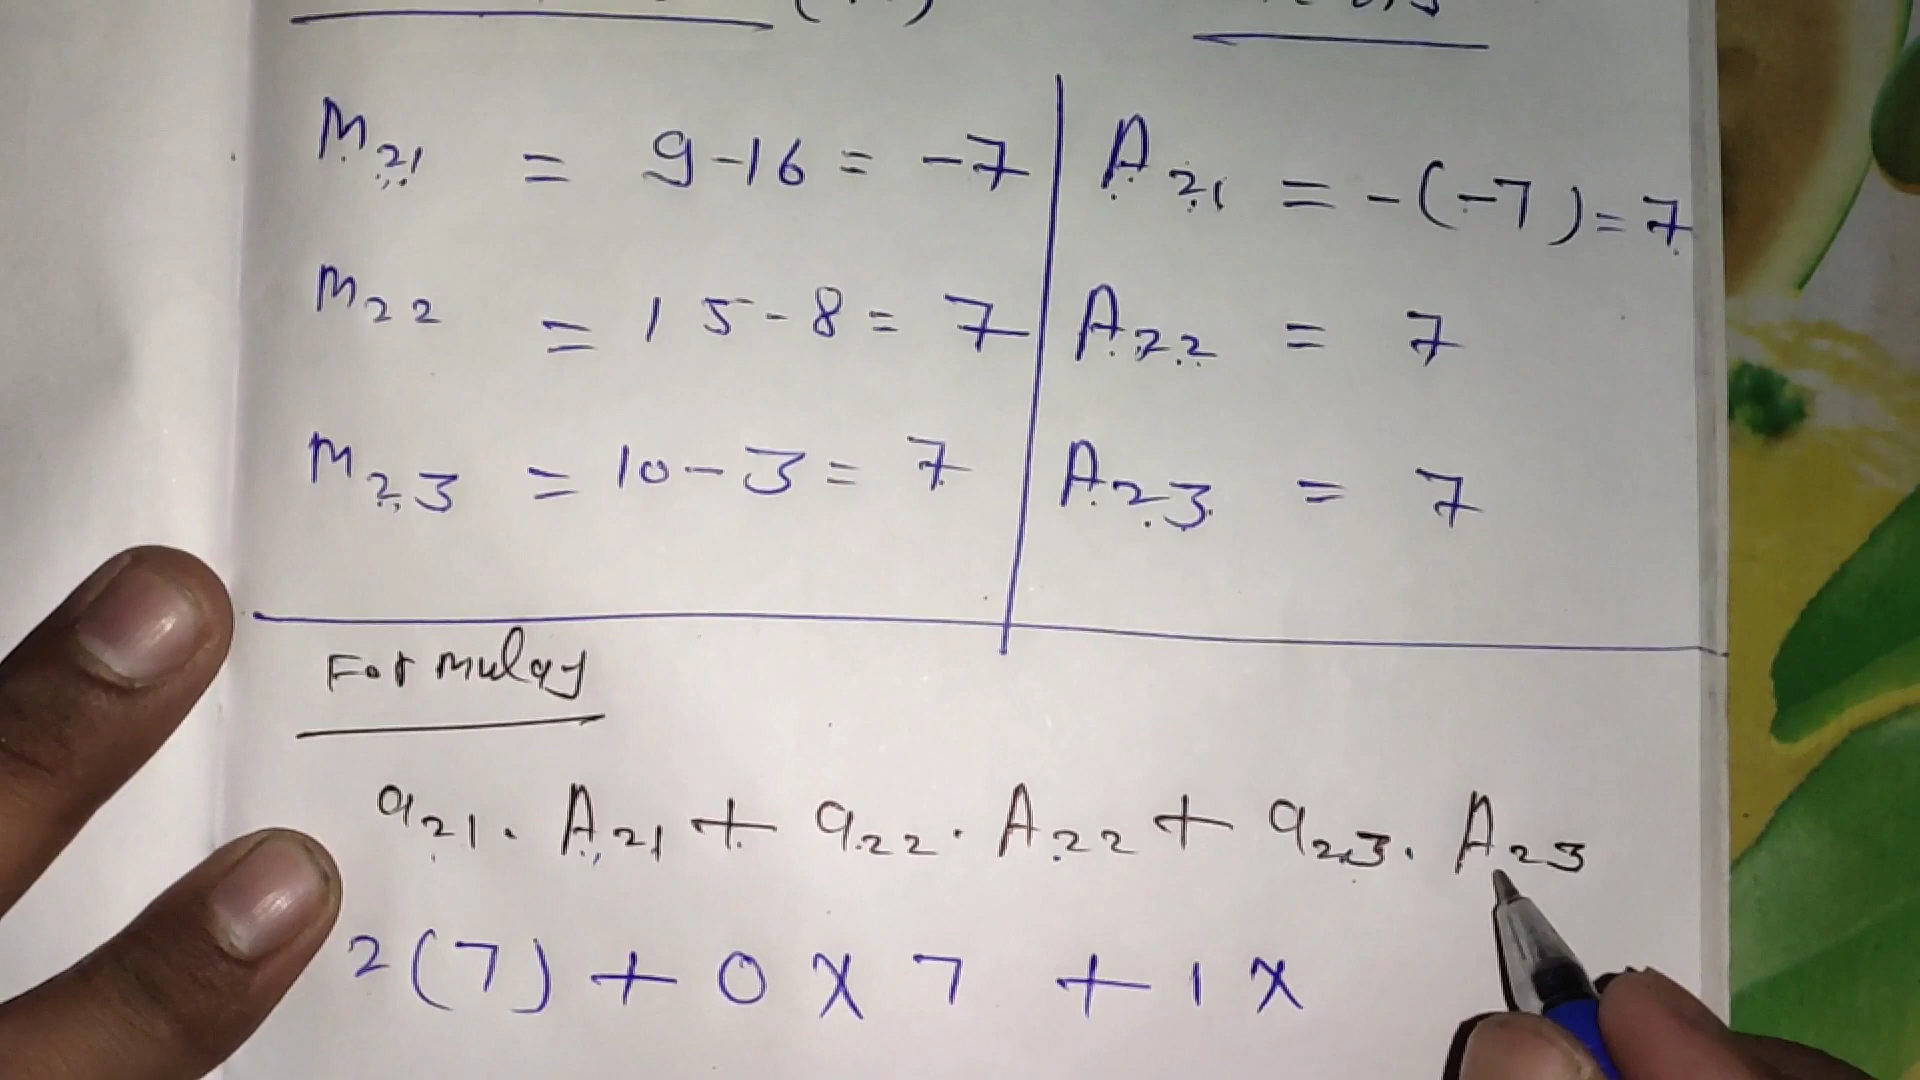 M21 = 9-16 = -7 A21 = -(-7) = 7
M22 = 15-8 = 7 A22 = 7
M23 = 10-3 = 7 A23 = 7
Formulay
a21. A21 + a22. A22 + a23. A23
2(7) + 0 X 7 + 1 X